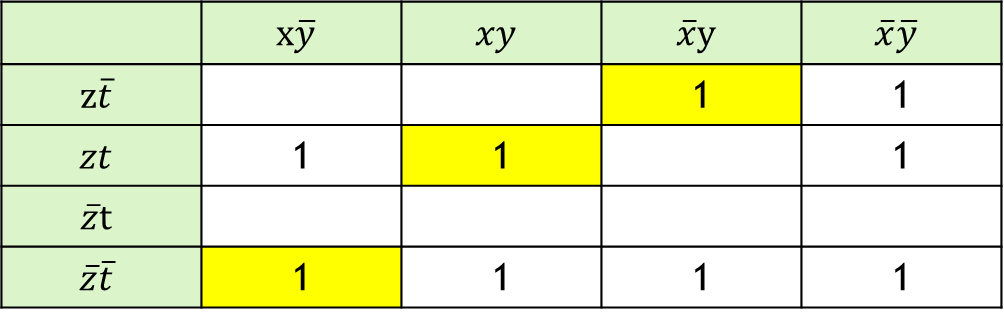 xȳ xy x̄y x̄ȳ
zt̄ 1 1
zt 1 1 1
z̄t
z̄t̄ 1 1 1 1